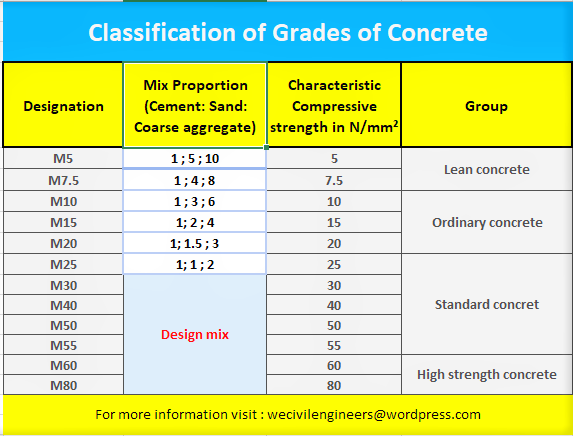 Classification of Grades of Concrete
Designation
Mix Proportion
(Cement: Sand:
Coarse aggregate)
Characteristic
Compressive
strength in N/mm²
Group
M5 1 ; 5 ; 10 5
Lean concrete
M7.5 1 ; 4 ; 8 7.5
M10 1 ; 3 ; 6 10
M15 1; 2 ; 4 15 Ordinary concrete
M20 1; 1.5 ; 3 20
M25 1; 1 ; 2 25
M30 30
M40 40 Standard concret
Design mix
M50 50
M55 55
M60 60
High strength concrete
M80 80
For more information visit : wecivilengineers@wordpress.com